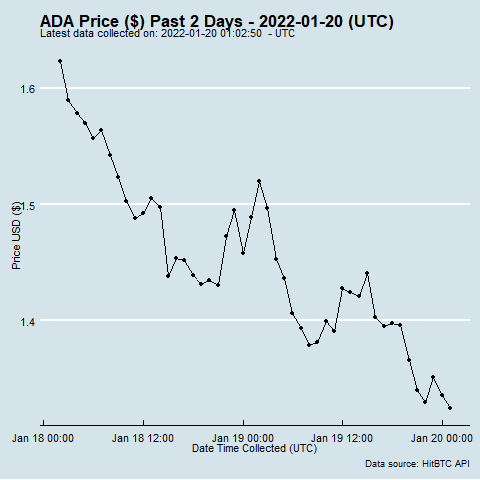 ADA Price ($) Past 2 Days - 2022-01-20 (UTC)
Latest data collected on: 2022-01-20 01:02:50  - UTC
1.6
1.5
1.4
Price USD ($)
Jan 18 00:00 Jan 18 12:00 Jan 19 00:00 Jan 19 12:00 Jan 20 00:00
Date Time Collected (UTC)
Data source: HitBTC API